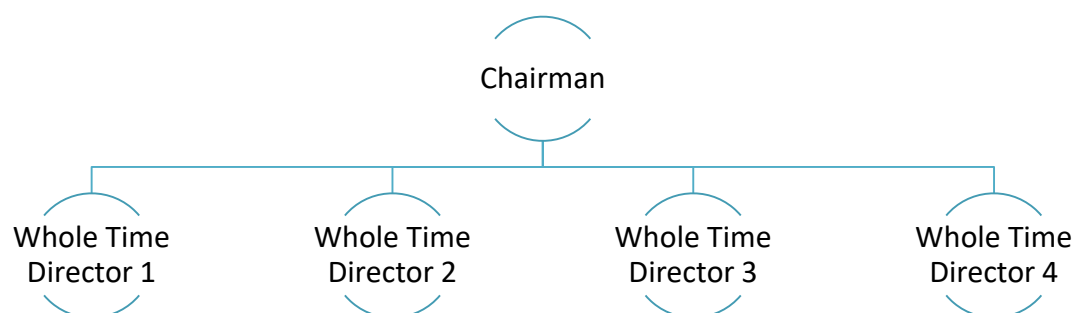 Chairman
Whole Time
Director 1
Whole Time
Director 2
Whole Time
Director 3
Whole Time
Director 4